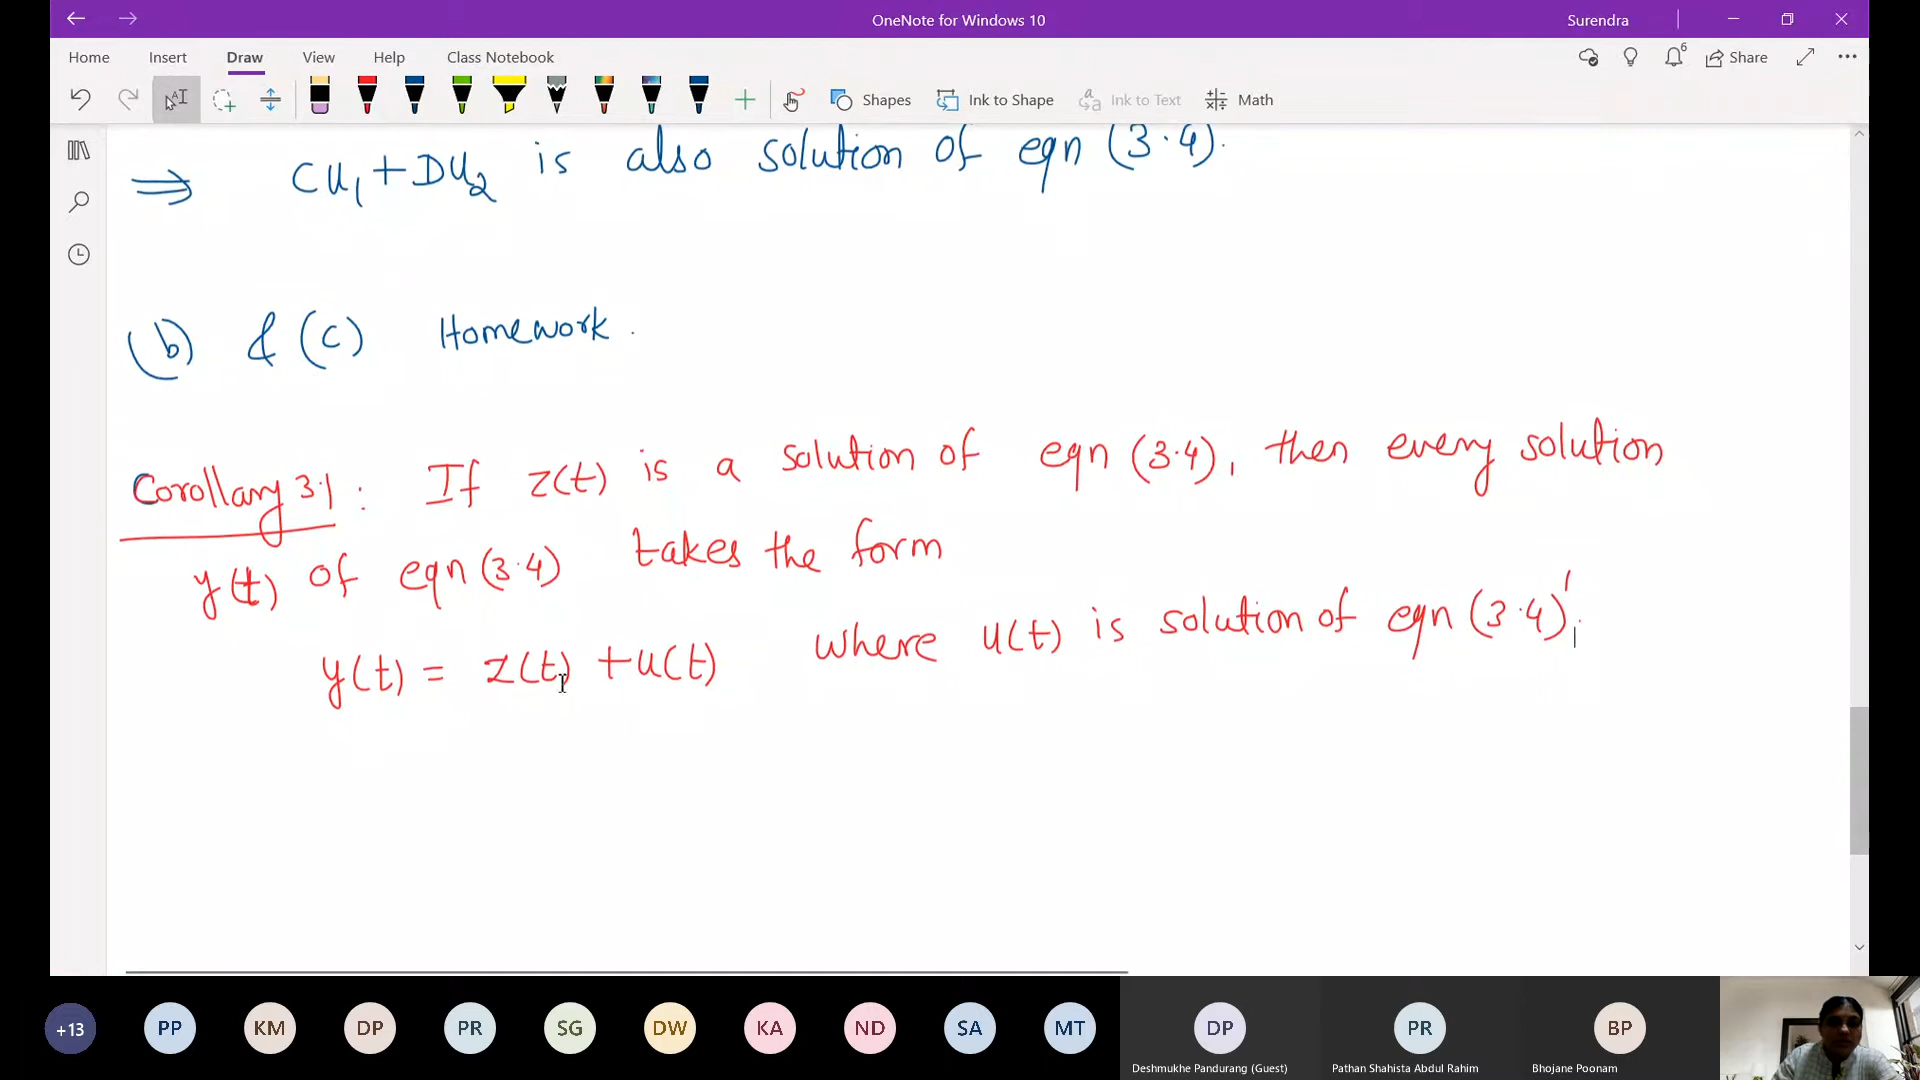 OneNote for Windows 10
Surendra
Home Insert Draw View Help Class Notebook
6
Share
Shapes Ink to Shape Ink to Text Math
⇒ CU₁+DU₂ is also solution of eqn (3.4).
(b) & (c) Homework.
Corollary 3.1 : If z(t) is a solution of eqn (3.4), then every solution
y(t) of eqn (3.4) takes the form
y(t) = z(t) + u(t) where u(t) is solution of eqn (3.4)'.
+13 PP KM DP PR SG DW KA ND SA MT DP PR BP
Deshmukhe Pandurang (Guest) Pathan Shahista Abdul Rahim Bhojane Poonam